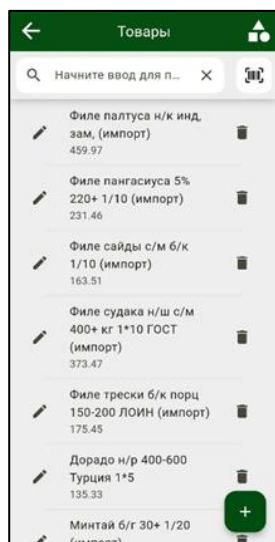 Товары
Начните ввод для п...
Филе палтуса н/к инд,
зам, (импорт)
459.97
Филе пангасиуса 5%
220+ 1/10 (импорт)
231.46
Филе сайды с/м б/к
1/10 (импорт)
163.51
Филе судака н/ш с/м
400+ кг 1*10 ГОСТ
(импорт)
373.47
Филе трески б/к порц
150-200 ЛОИН (импорт)
175.45
Дорадо н/р 400-600
Турция 1*5
135.33
Минтай б/г 30+ 1/20
(импорт)